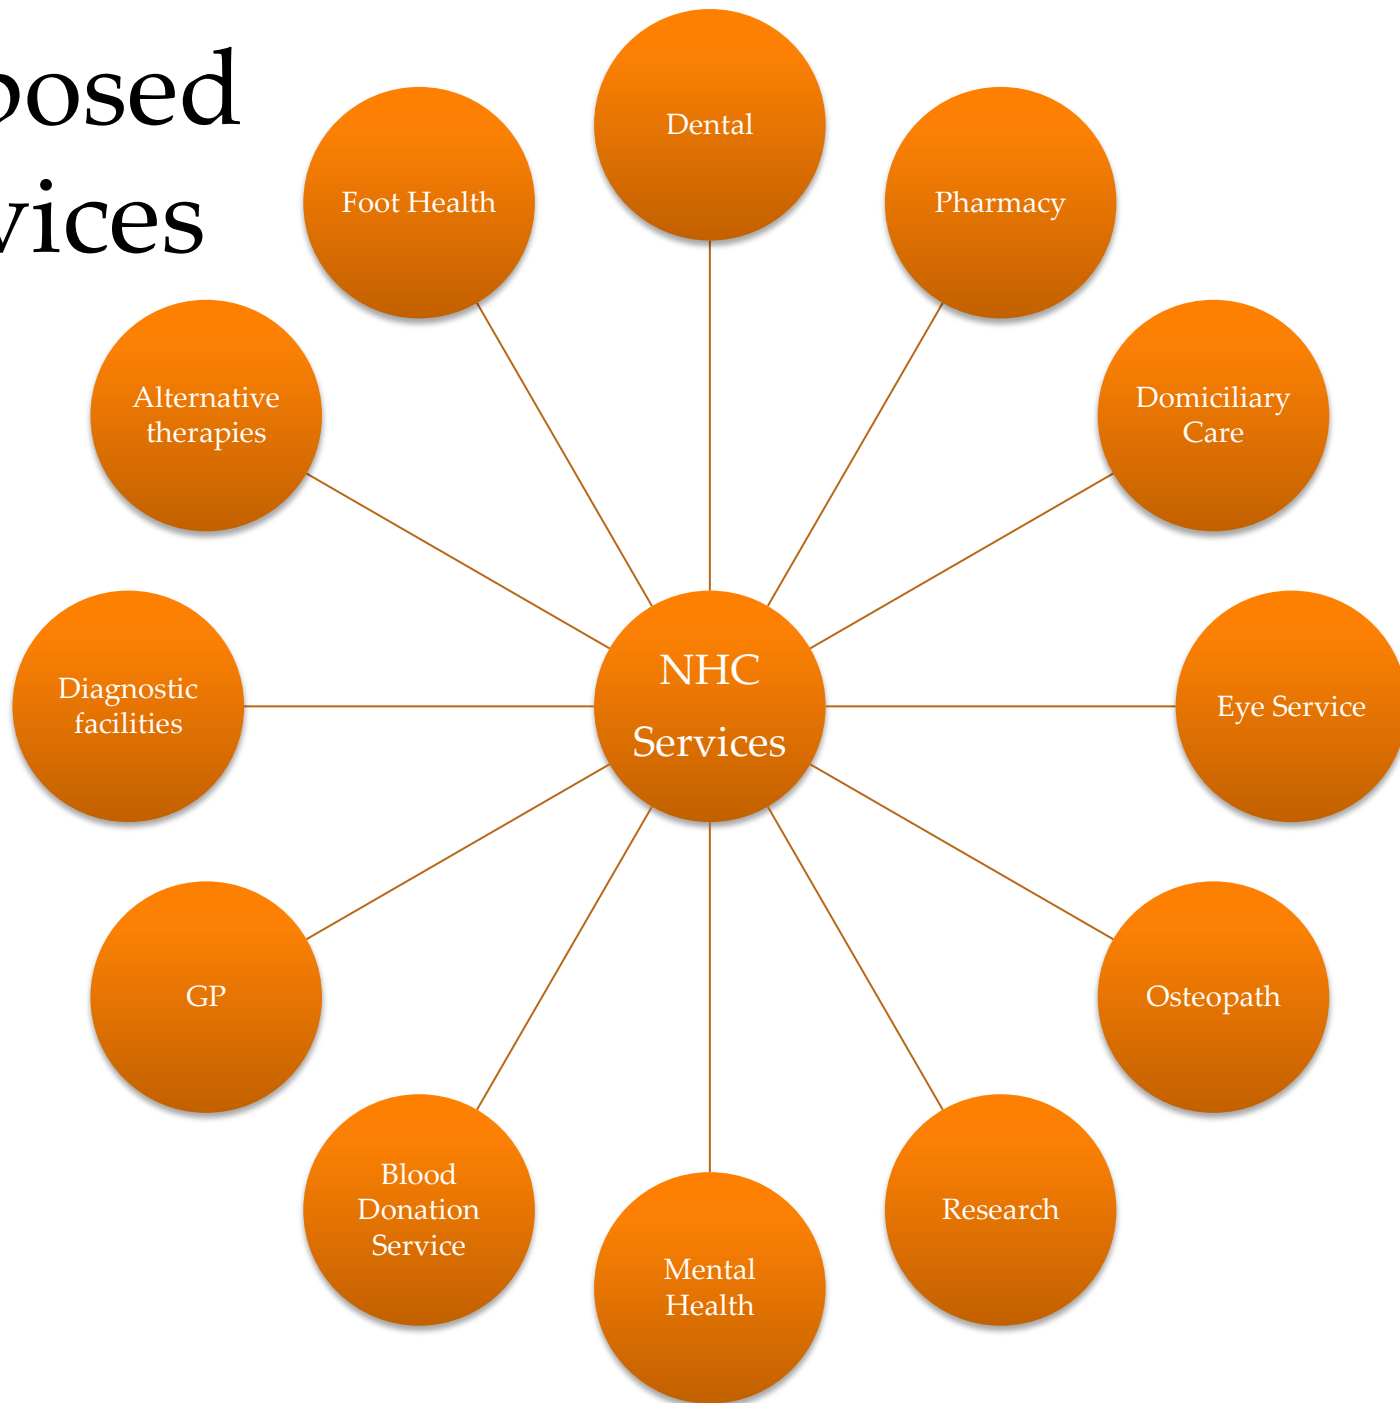 posed
vices
Dental
Pharmacy
Domiciliary
Care
Eye Service
Osteopath
Research
Mental
Health
Blood
Donation
Service
GP
Diagnostic
facilities
Alternative
therapies
Foot Health
NHC
Services